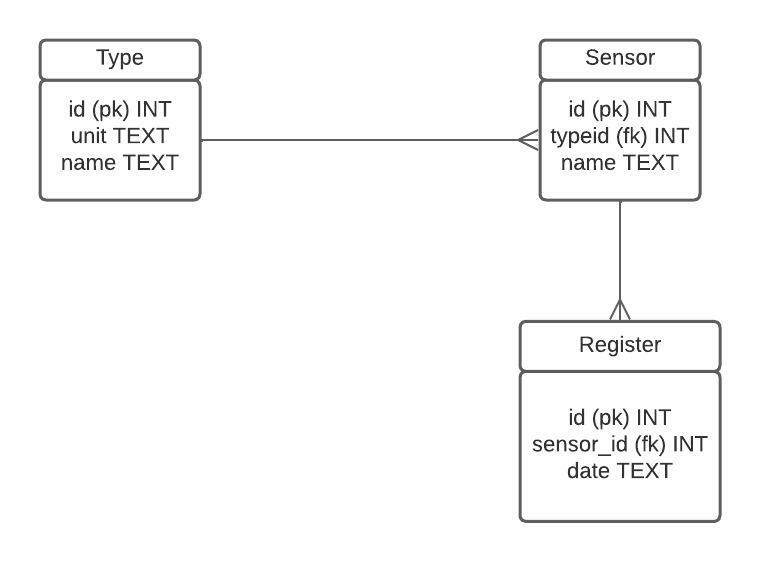 Type
id (pk) INT
unit TEXT
name TEXT
Sensor
id (pk) INT
typeid (fk) INT
name TEXT
Register
id (pk) INT
sensor_id (fk) INT
date TEXT